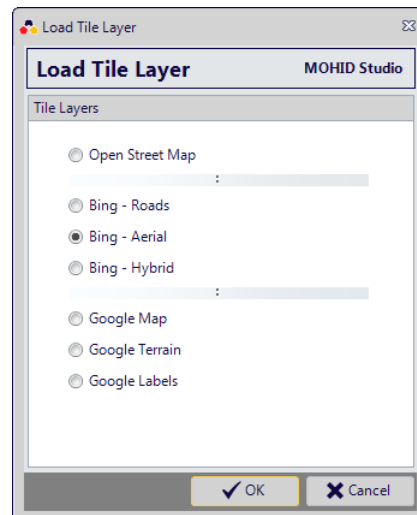 Load Tile Layer
Load Tile Layer MOHID Studio
Tile Layers
Open Street Map
:
Bing - Roads
Bing - Aerial
Bing - Hybrid
:
Google Map
Google Terrain
Google Labels
OK Cancel